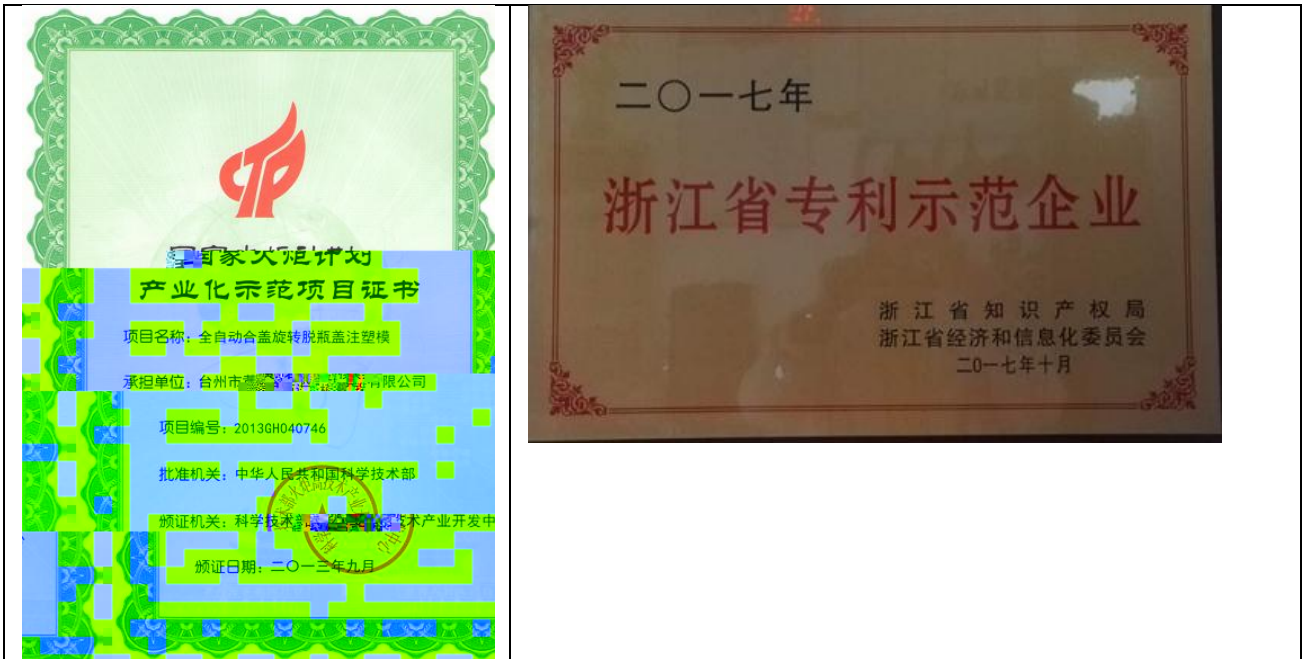 国家火炬计划
产业化示范项目证书
项目名称：全自动合盖旋转脱瓶盖注塑模
承担单位：台州市 有限公司
项目编号：2013GH040746
批准机关：中华人民共和国科学技术部
颁证机关：科学技术部 技术产业开发中
颁证日期：二〇一三年九月
二〇一七年
浙江省专利示范企业
浙江省知识产权局
浙江省经济和信息化委员会
二〇一七年十月